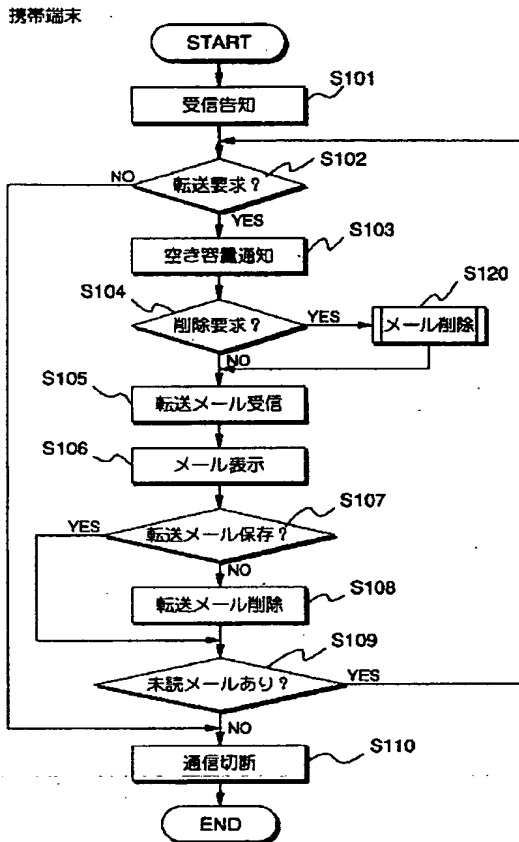 携帯端末
START
S101
受信告知
S102
NO
転送要求？
YES
S103
空き容量通知
S104
S120
削除要求？
YES
メール削除
NO
S105
転送メール受信
S106
メール表示
S107
YES
転送メール保存？
NO
S108
転送メール削除
S109
未読メールあり？
YES
NO
S110
通信切断
END